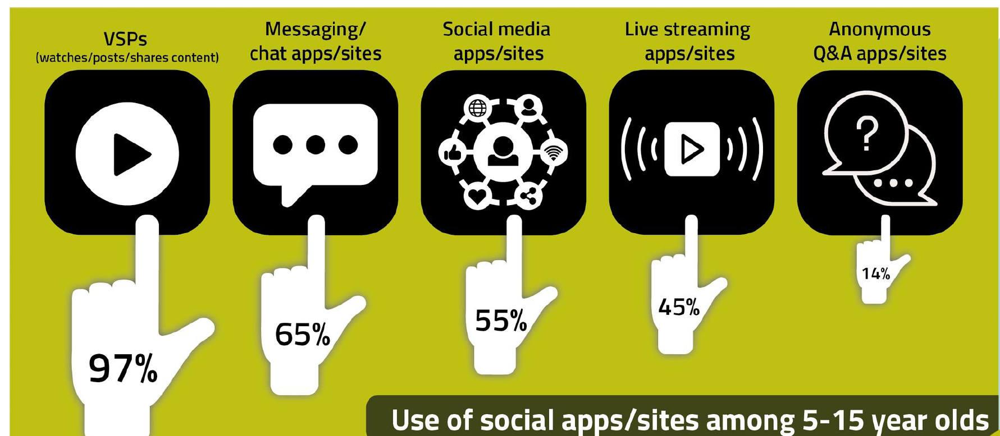 VSPs
(watches/posts/shares content)
Messaging/
chat apps/sites
Social media
apps/sites
Live streaming
apps/sites
Anonymous
Q&A apps/sites
?
97%
65%
55%
45%
14%
Use of social apps/sites among 5-15 year olds